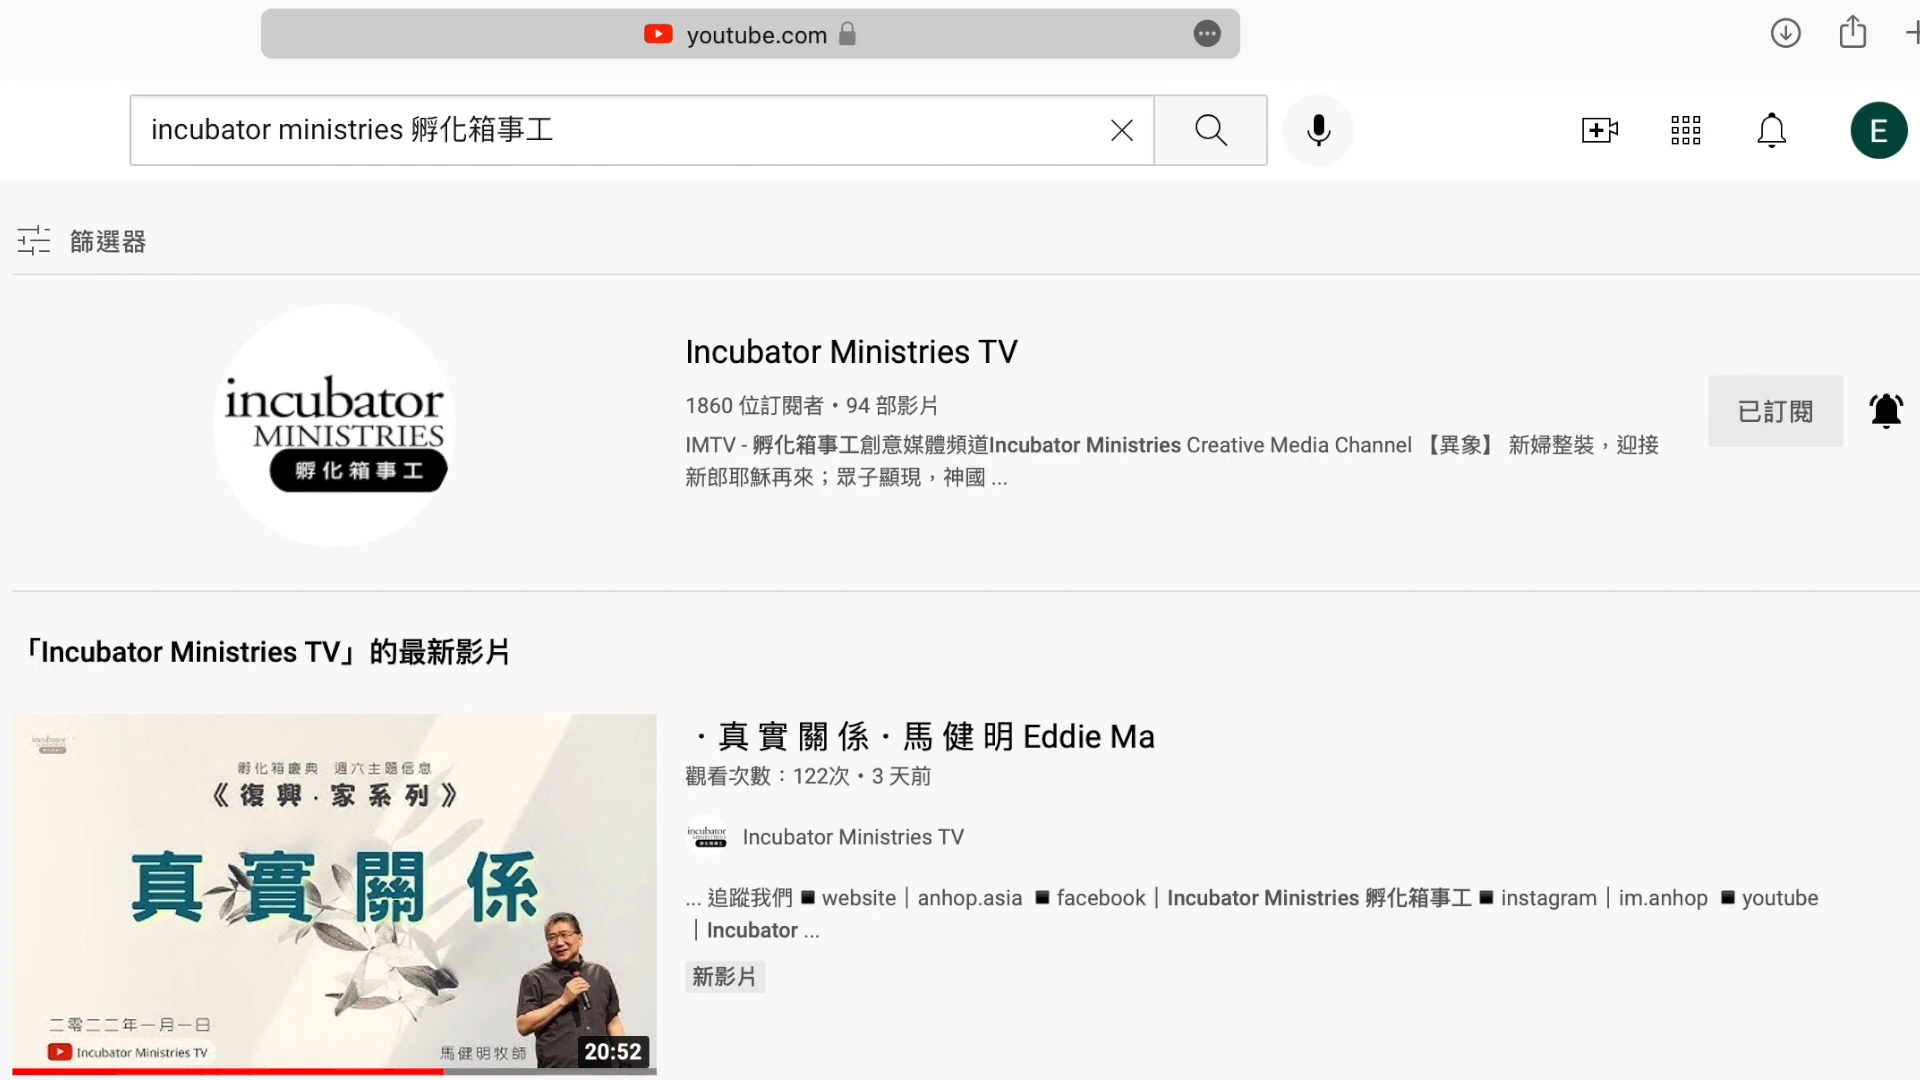 youtube.com
incubator ministries 孵化箱事工
E
篩選器
incubator
MINISTRIES
孵化箱事工
Incubator Ministries TV
1860 位訂閱者・94 部影片
IMTV - 孵化箱事工創意媒體頻道Incubator Ministries Creative Media Channel 【異象】 新婦整裝，迎接
新郎耶穌再來；眾子顯現，神國 ...
已訂閱
「Incubator Ministries TV」的最新影片
incubator
孵化箱慶典 週六主題信息
《復興．家系列》
真實關係
二零二二年一月一日
Incubator Ministries TV
馬健明牧師
20:52
．真 實 關 係．馬 健 明 Eddie Ma
觀看次數：122次・3 天前
incubator
MINISTRIES
孵化箱事工
Incubator Ministries TV
... 追蹤我們 ◾ website｜anhop.asia ◾ facebook｜Incubator Ministries 孵化箱事工 ◾ instagram｜im.anhop ◾ youtube
｜Incubator ...
新影片